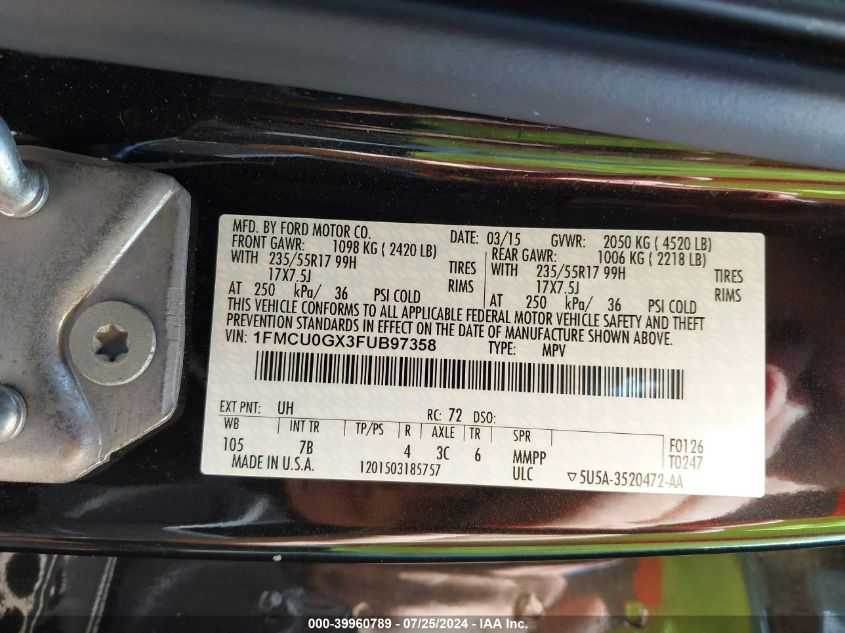 MFD. BY FORD MOTOR CO.
DATE: 03/15 GVWR: 2050 KG ( 4520 LB)
FRONT GAWR: 1098 KG ( 2420 LB) REAR GAWR: 1006 KG ( 2218 LB)
WITH 235/55R17 99H TIRES WITH 235/55R17 99H TIRES
17X7.5J RIMS 17X7.5J RIMS
AT 250 kPa/ 36 PSI COLD AT 250 kPa/ 36 PSI COLD
THIS VEHICLE CONFORMS TO ALL APPLICABLE FEDERAL MOTOR VEHICLE SAFETY AND THEFT
PREVENTION STANDARDS IN EFFECT ON THE DATE OF MANUFACTURE SHOWN ABOVE.
VIN: 1FMCU0GX3FUB97358 TYPE: MPV
EXT PNT: UH RC: 72 DSO:
WB INT TR TP/PS R AXLE TR SPR F0126
105 7B 4 3C 6 MMPP T0247
MADE IN U.S.A. 1201503185757 ULC ▽5U5A-3520472-AA
000-39960789 - 07/25/2024 - IAA Inc.